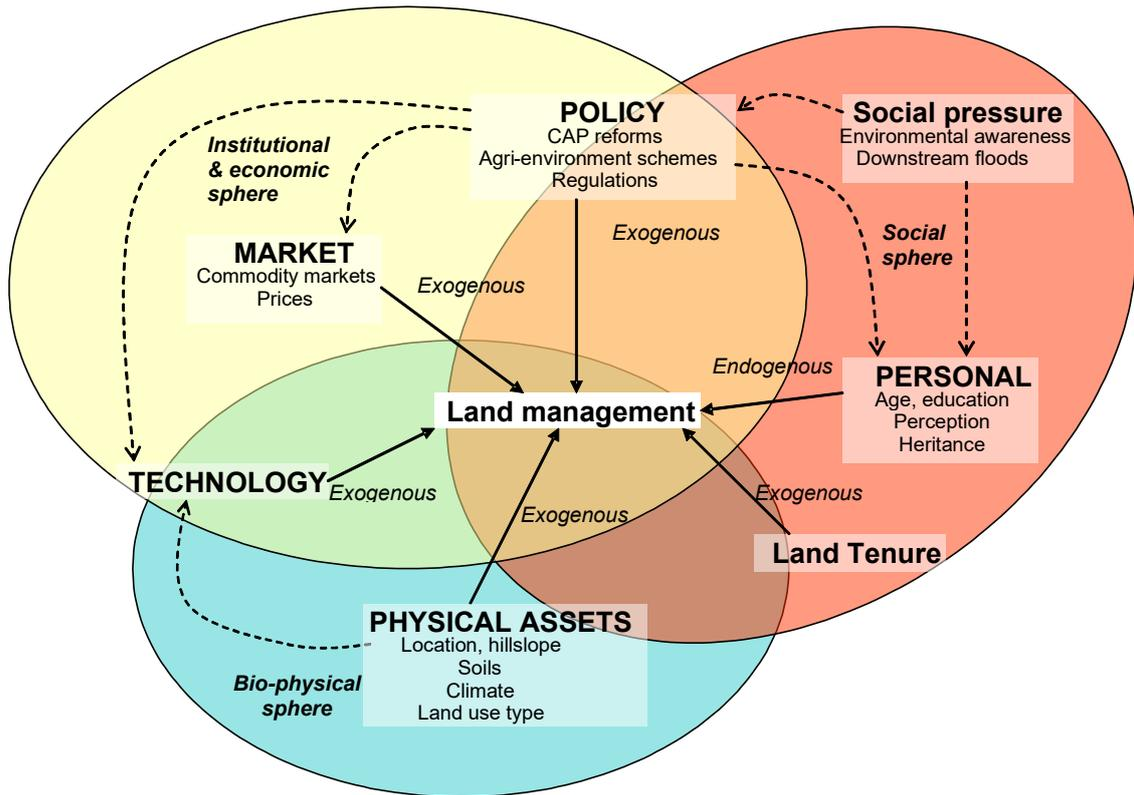 POLICY
CAP reforms
Agri-environment schemes
Regulations
Social pressure
Environmental awareness
Downstream floods
Institutional
& economic
sphere
MARKET
Commodity markets
Prices
Exogenous
Exogenous
Social
sphere
Endogenous
PERSONAL
Age, education
Perception
Heritance
Land management
TECHNOLOGY
Exogenous
Exogenous
Exogenous
Land Tenure
PHYSICAL ASSETS
Location, hillslope
Soils
Climate
Land use type
Bio-physical
sphere